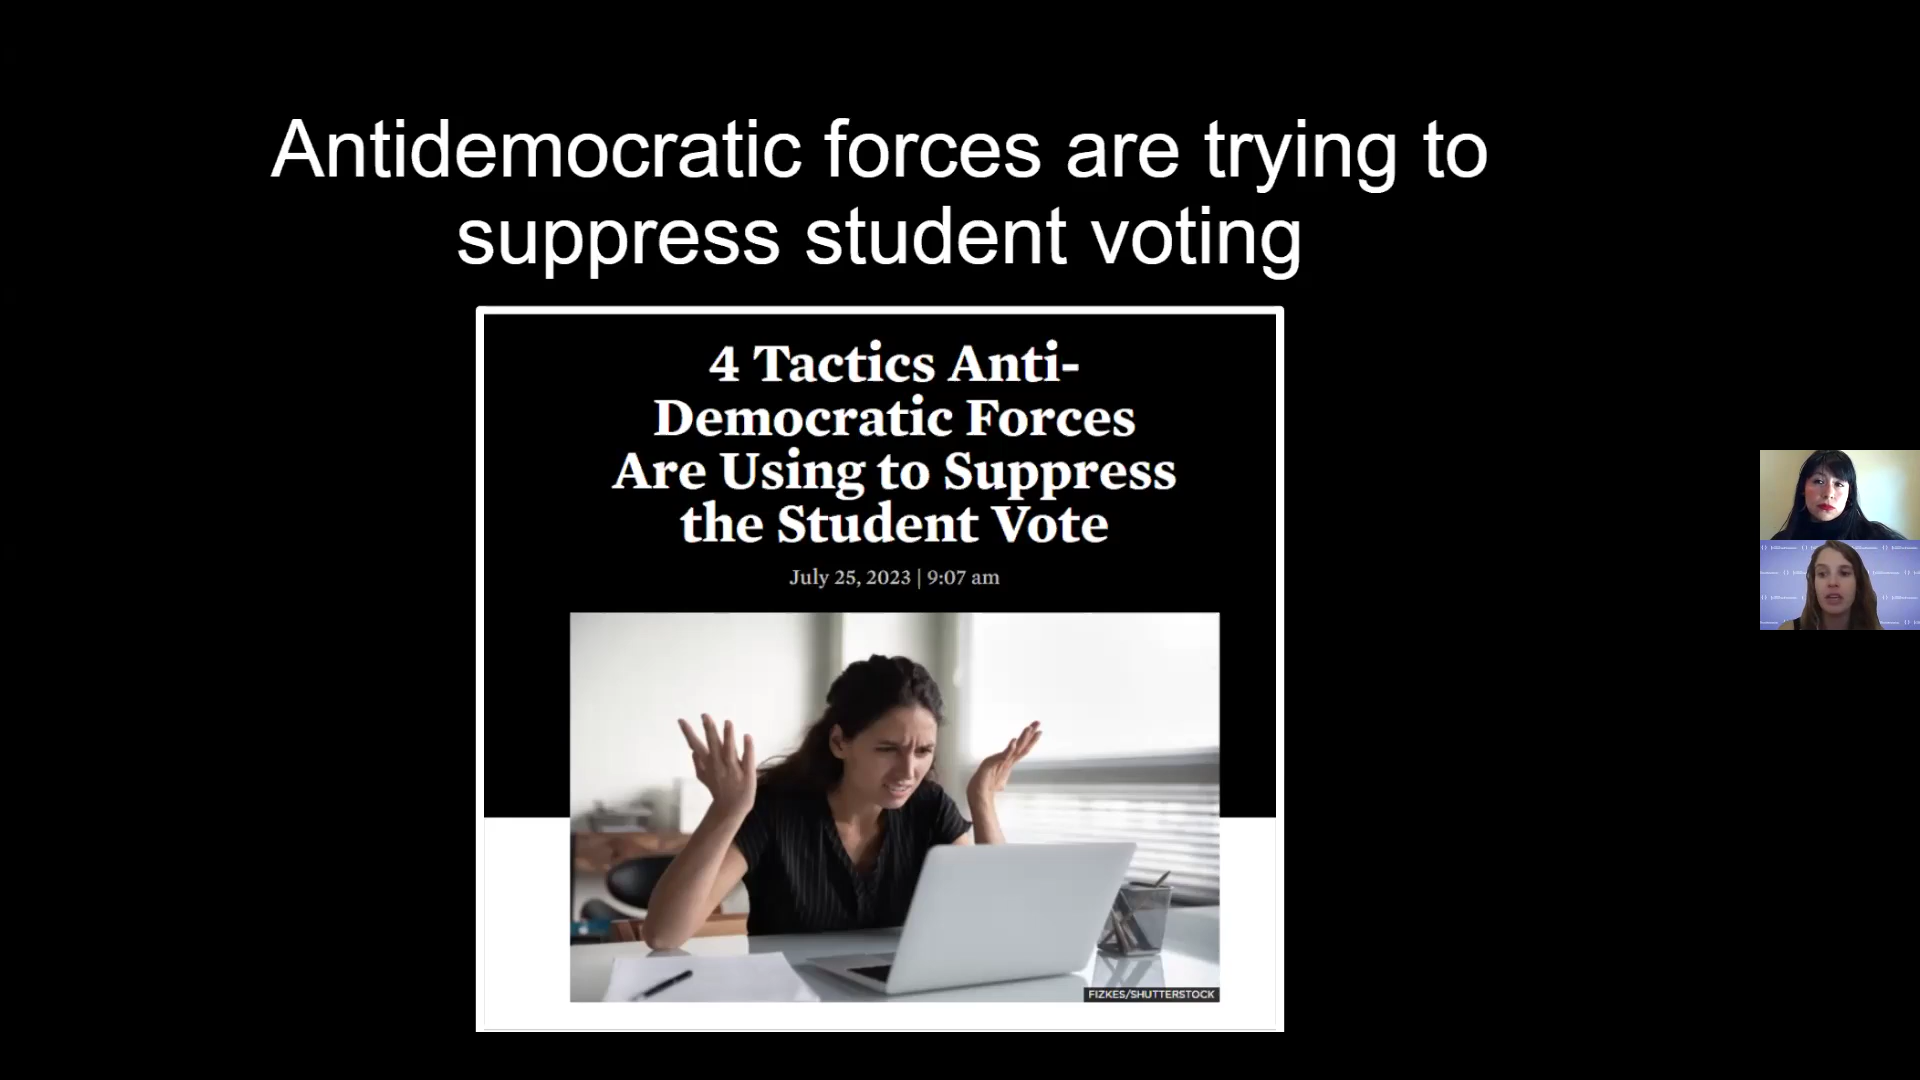 Antidemocratic forces are trying to
suppress student voting
4 Tactics Anti-
Democratic Forces
Are Using to Suppress
the Student Vote
July 25, 2023 | 9:07 am
FIZKES/SHUTTERSTOCK